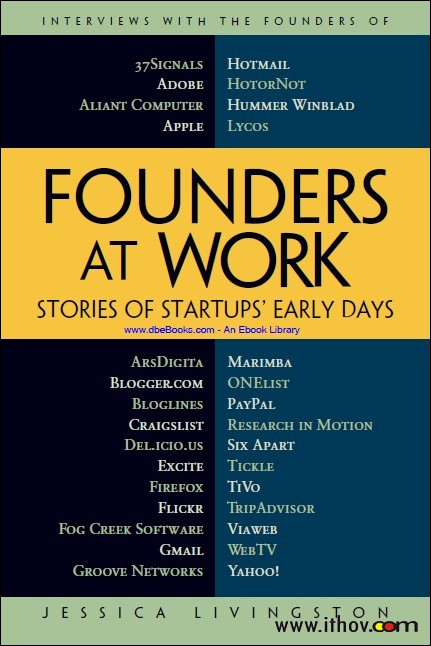 INTERVIEWS WITH THE FOUNDERS OF
37SIGNALS
ADOBE
ALIANT COMPUTER
APPLE
HOTMAIL
HOTORNOT
HUMMER WINBLAD
LYCOS
FOUNDERS
AT WORK
STORIES OF STARTUPS' EARLY DAYS
www.dbeBooks.com - An Ebook Library
ARSDIGITA
BLOGGER.COM
BLOGLINES
CRAIGSLIST
DEL.ICIO.US
EXCITE
FIREFOX
FLICKR
FOG CREEK SOFTWARE
GMAIL
GROOVE NETWORKS
MARIMBA
ONELIST
PAYPAL
RESEARCH IN MOTION
SIX APART
TICKLE
TIVO
TRIPADVISOR
VIAWEB
WEBTV
YAHOO!
JESSICA LIVINGSTON
www.ithov.com